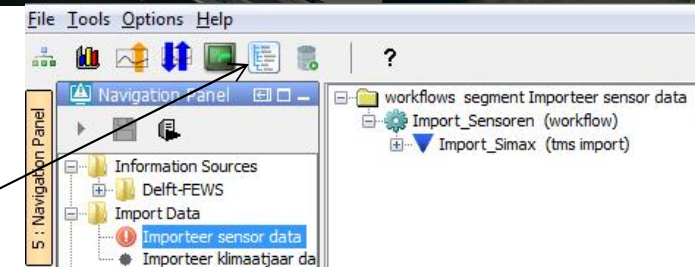 File Tools Options Help
?
5 : Navigation Panel
Navigation Panel
Information Sources
Delft-FEWS
Import Data
Importeer sensor data
Importeer klimaatjaar da
workflows segment Importeer sensor data
Import_Sensoren (workflow)
Import_Simax (tms import)